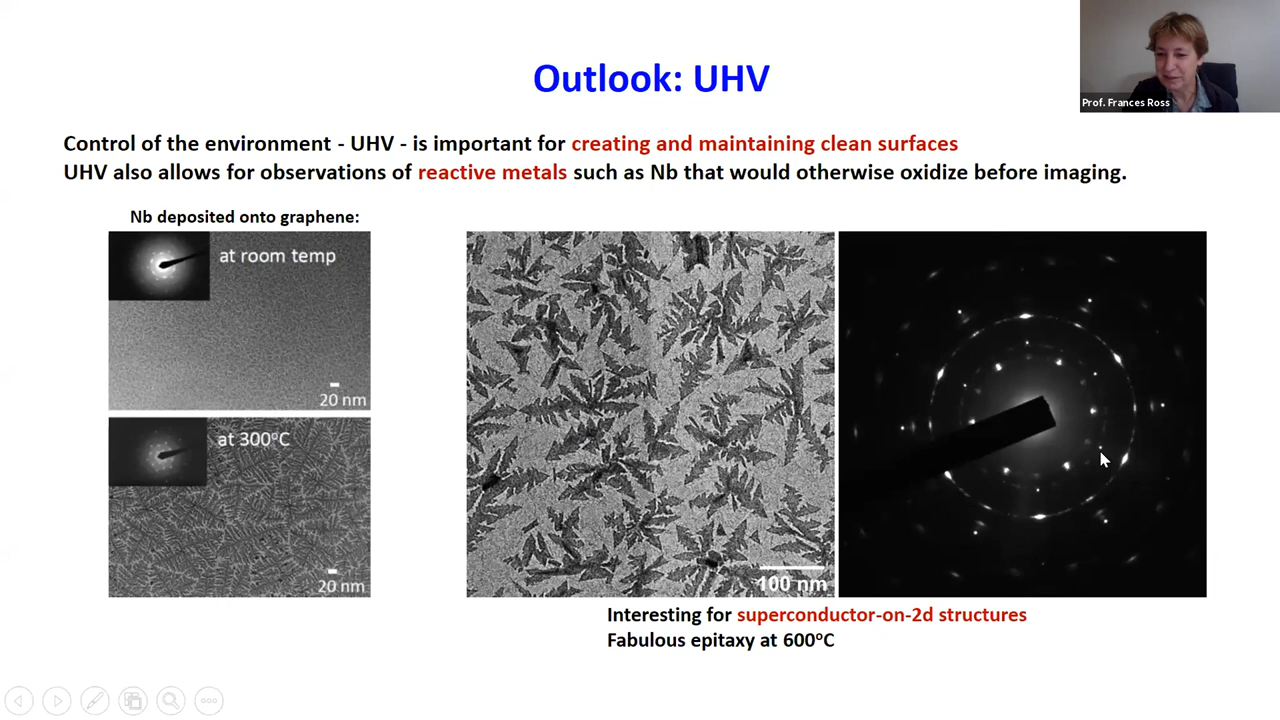 Outlook: UHV
Prof. Frances Ross
Control of the environment - UHV - is important for creating and maintaining clean surfaces
UHV also allows for observations of reactive metals such as Nb that would otherwise oxidize before imaging.
Nb deposited onto graphene:
at room temp
20 nm
at 300°C
20 nm
100 nm
Interesting for superconductor-on-2d structures
Fabulous epitaxy at 600°C